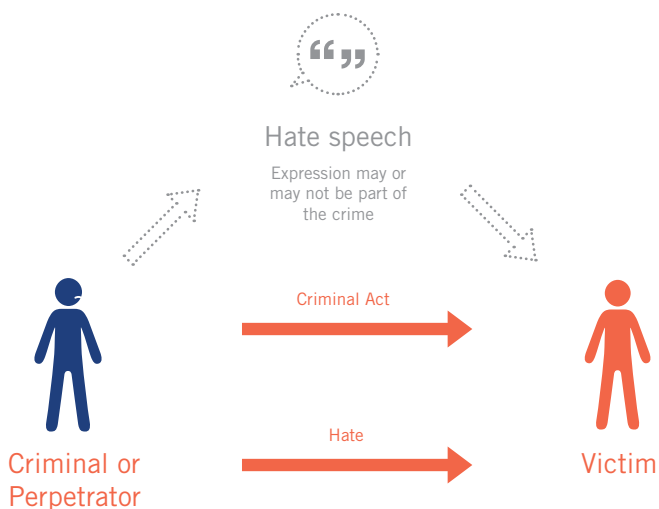 “ ”
Hate speech
Expression may or
may not be part of
the crime
Criminal Act
Hate
Criminal or
Perpetrator
Victim